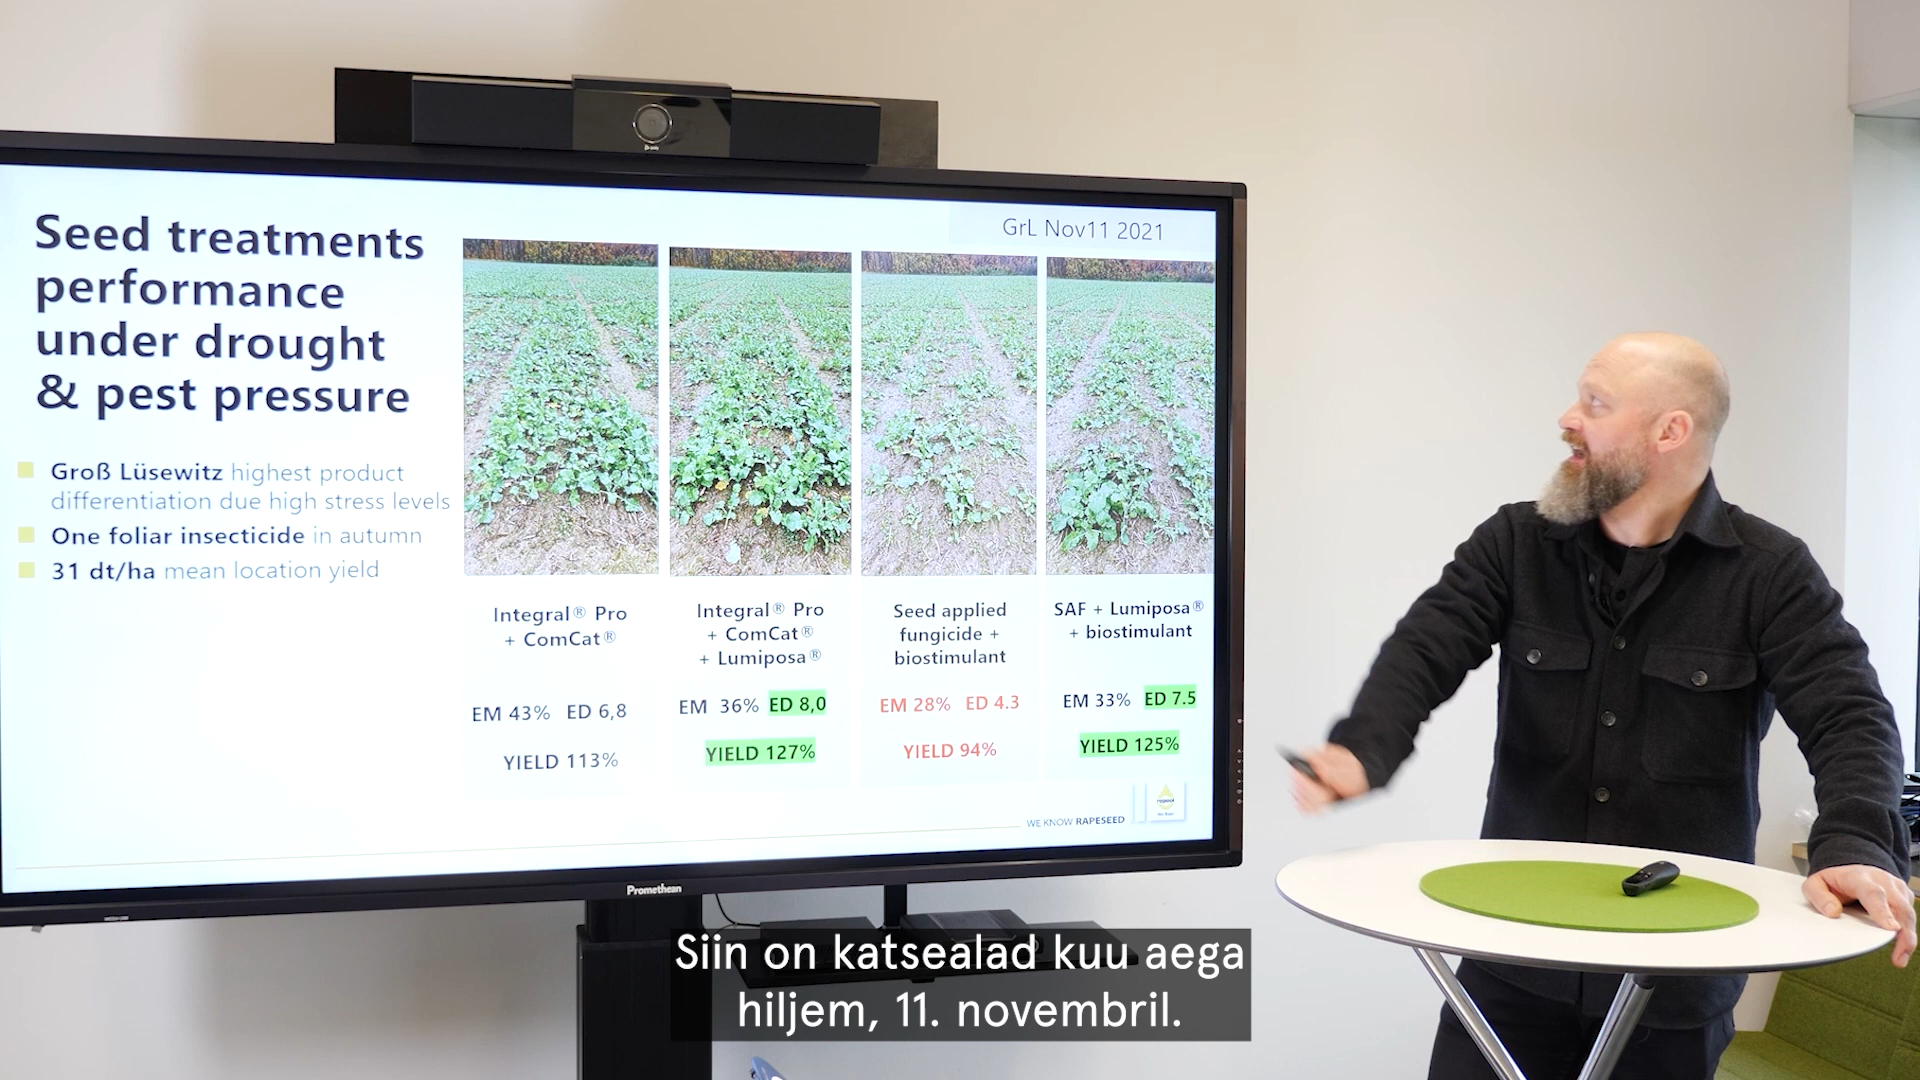 poly
GrL Nov11 2021
Seed treatments
performance
under drought
& pest pressure
Groß Lüsewitz highest product
differentiation due high stress levels
One foliar insecticide in autumn
31 dt/ha mean location yield
Integral® Pro
+ ComCat®
EM 43% ED 6,8
YIELD 113%
Integral® Pro
+ ComCat®
+ Lumiposa®
EM 36% ED 8,0
YIELD 127%
Seed applied
fungicide +
biostimulant
EM 28% ED 4.3
YIELD 94%
SAF + Lumiposa®
+ biostimulant
EM 33% ED 7.5
YIELD 125%
WE KNOW RAPESEED
rapool
Promethean
Siin on katsealad kuu aega
hiljem, 11. novembril.